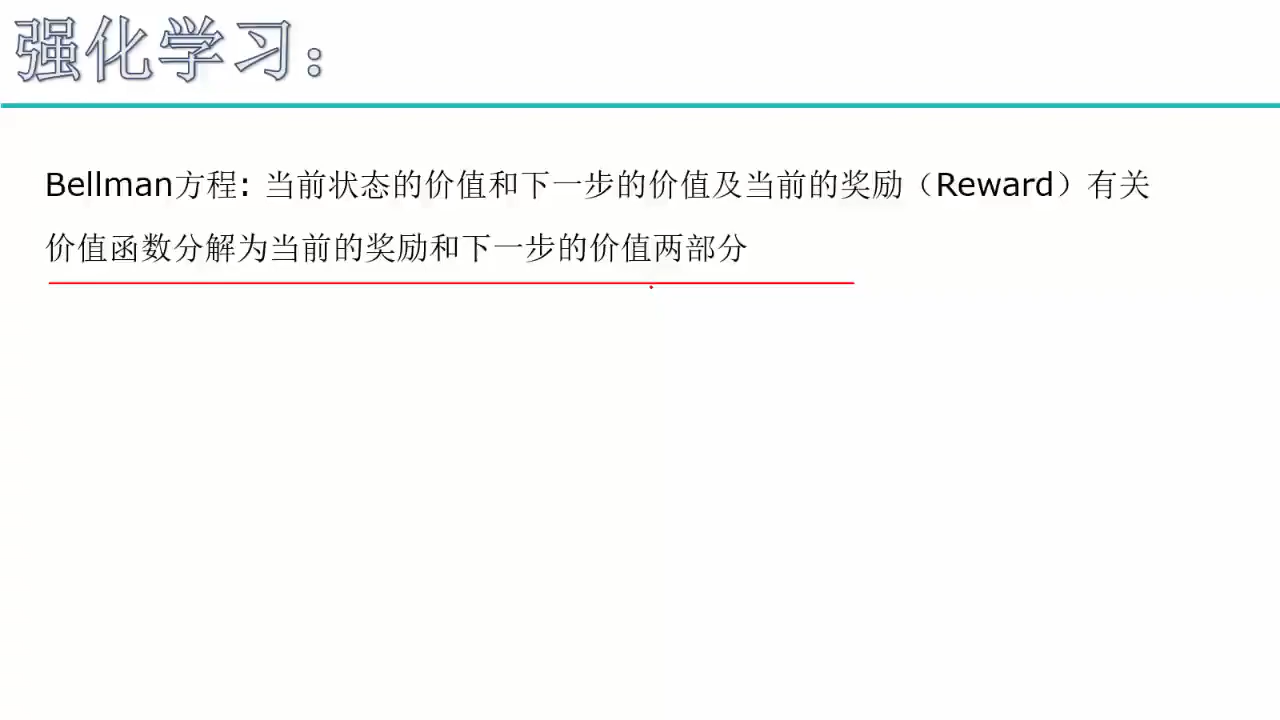 强化学习：
Bellman方程: 当前状态的价值和下一步的价值及当前的奖励（Reward）有关
价值函数分解为当前的奖励和下一步的价值两部分